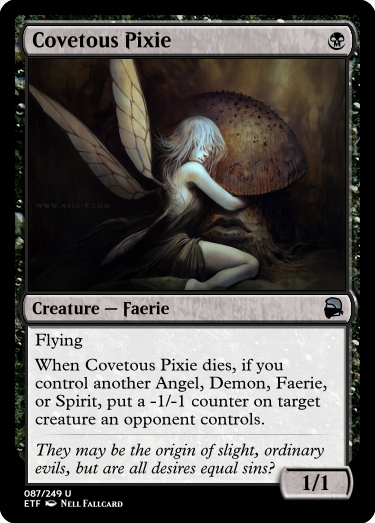 Covetous Pixie
WWW.NELL-E.COM
Creature — Faerie
Flying
When Covetous Pixie dies, if you
control another Angel, Demon, Faerie,
or Spirit, put a -1/-1 counter on target
creature an opponent controls.
They may be the origin of slight, ordinary
evils, but are all desires equal sins?
1/1
087/249 U
ETF Nell Fallcard